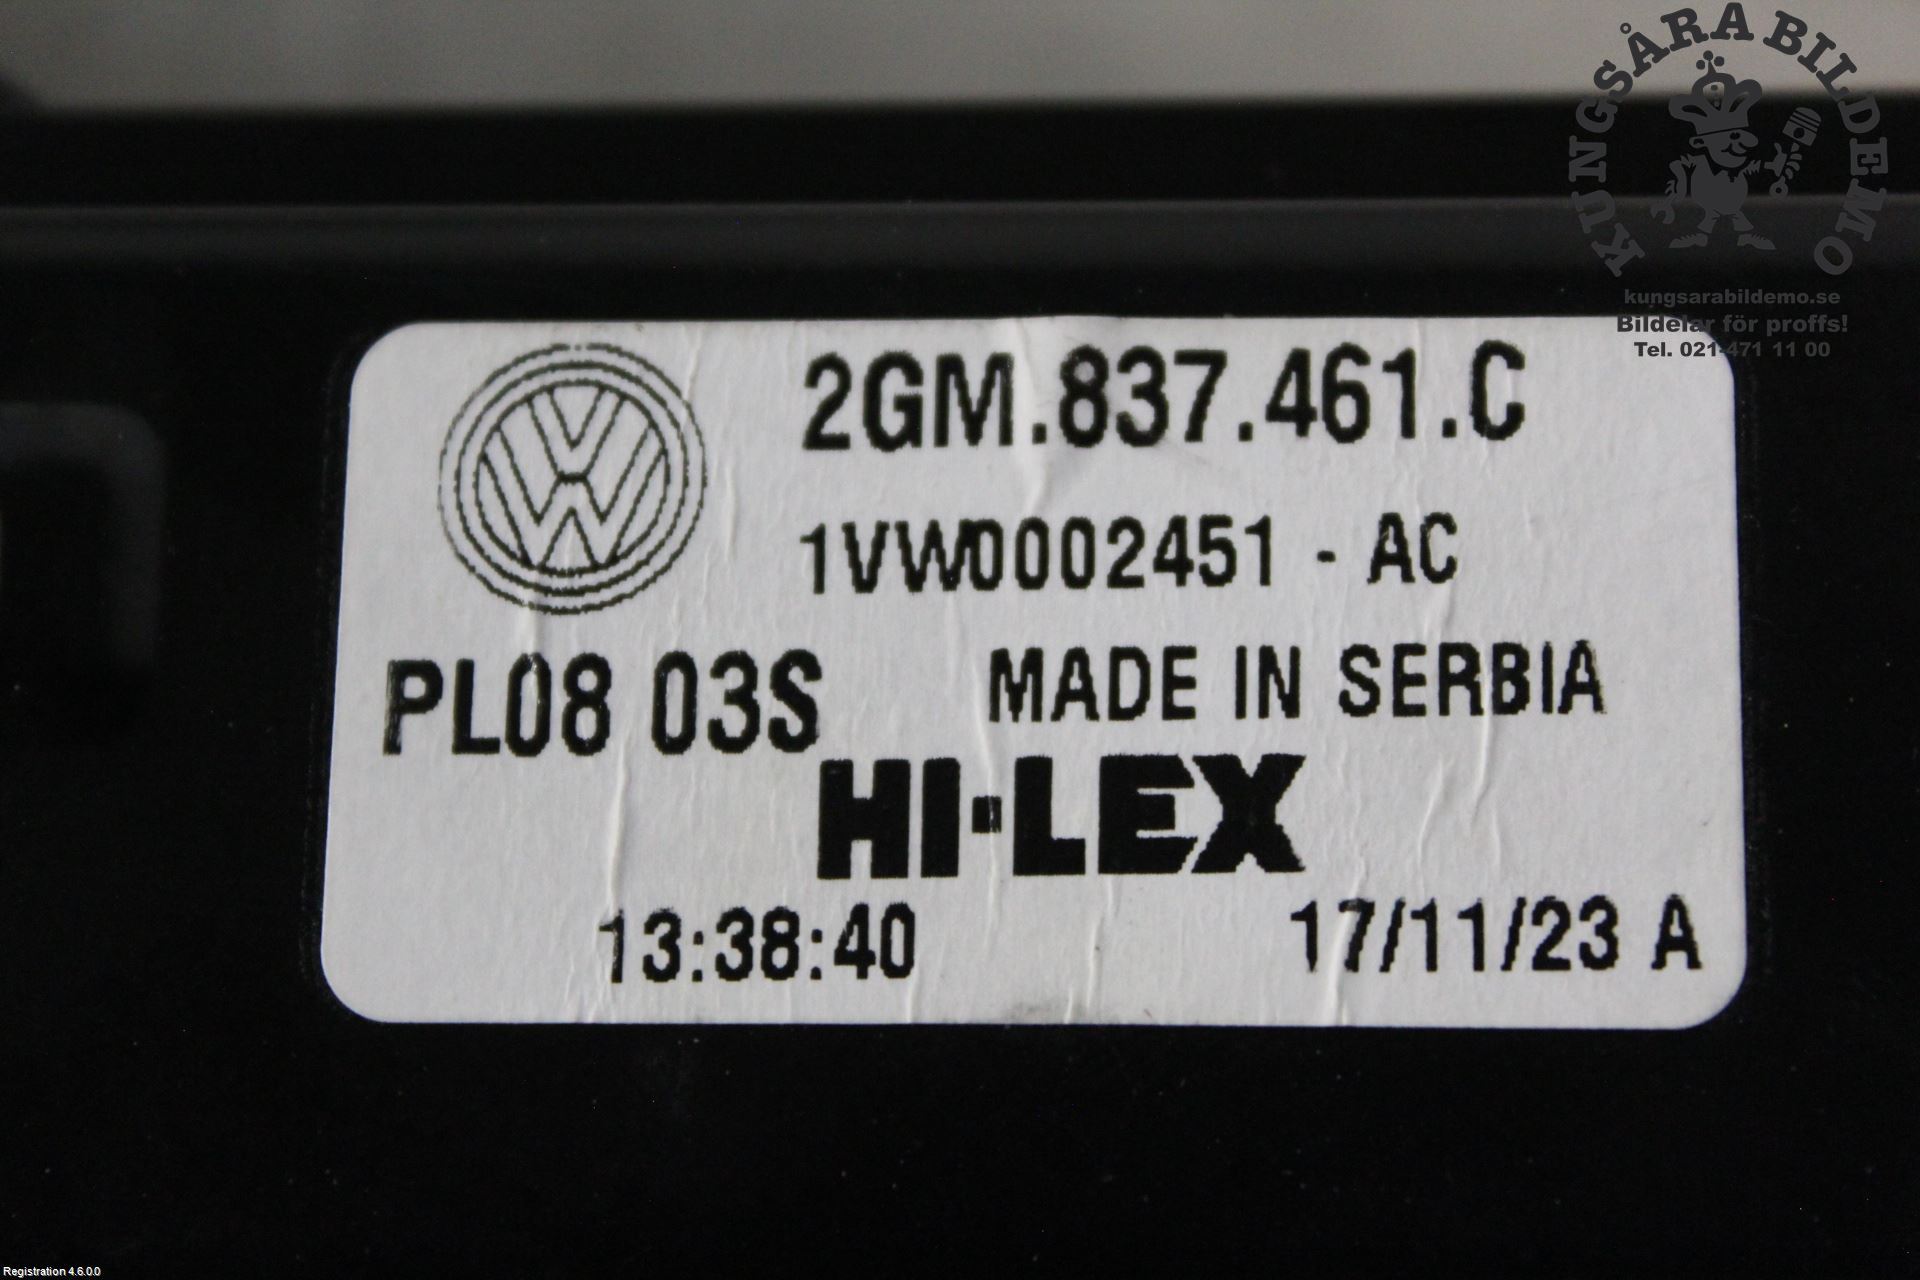 KUNGSÅRA BILDEMO
kungsarabildemo.se
Bildelar för proffs!
Tel. 021-471 11 00
2GM.837.461.C
1VW0002451 - AC
PL08 03S
MADE IN SERBIA
HI-LEX
13:38:40
17/11/23 A
Registration 4.6.0.0